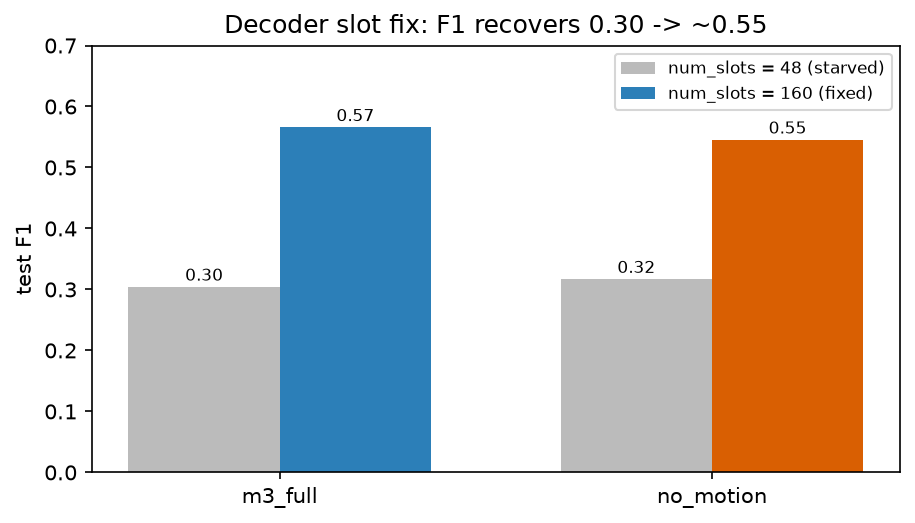 Decoder slot fix: F1 recovers 0.30 -> ~0.55
num_slots = 48 (starved)
num_slots = 160 (fixed)
test F1
0.7
0.6
0.5
0.4
0.3
0.2
0.1
0.0
0.30
0.57
0.32
0.55
m3_full
no_motion